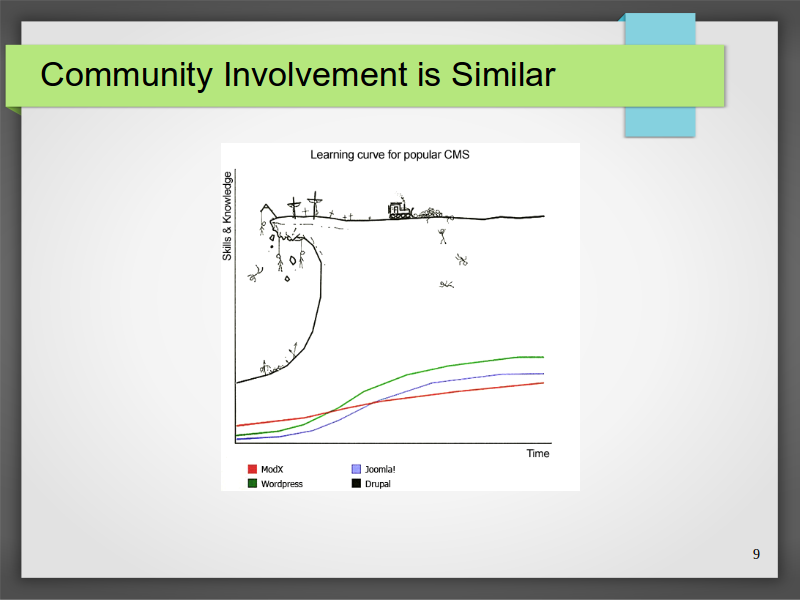 Community Involvement is Similar
Learning curve for popular CMS
Skills & Knowledge
Time
ModX
Joomla!
Wordpress
Drupal
9